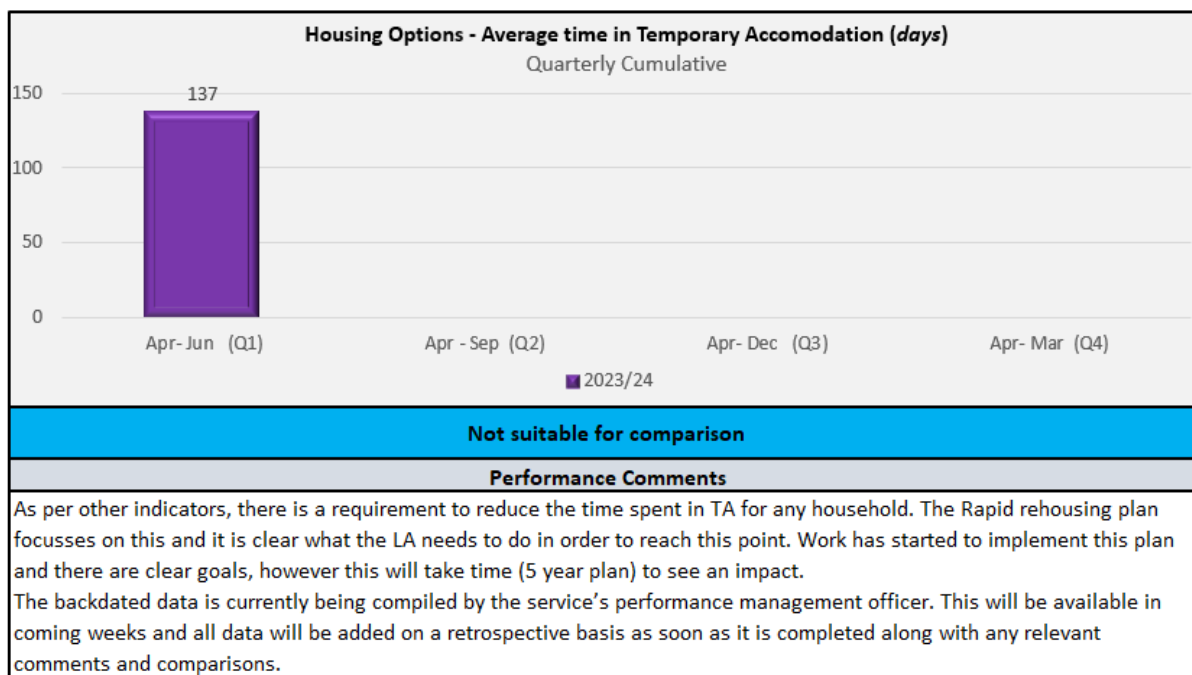 Housing Options - Average time in Temporary Accomodation (days)
Quarterly Cumulative
150
137
100
50
0
Apr- Jun (Q1)
Apr - Sep (Q2)
Apr- Dec (Q3)
Apr- Mar (Q4)
2023/24
Not suitable for comparison
Performance Comments
As per other indicators, there is a requirement to reduce the time spent in TA for any household. The Rapid rehousing plan
focusses on this and it is clear what the LA needs to do in order to reach this point. Work has started to implement this plan
and there are clear goals, however this will take time (5 year plan) to see an impact.
The backdated data is currently being compiled by the service’s performance management officer. This will be available in
coming weeks and all data will be added on a retrospective basis as soon as it is completed along with any relevant
comments and comparisons.